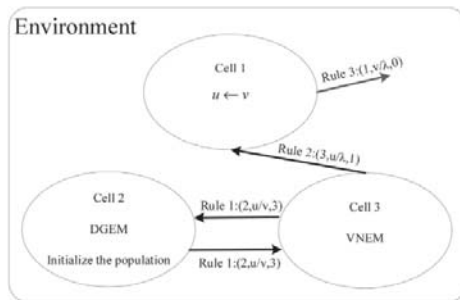 Environment
Cell 1
u ← v
Rule 3:(1,v/λ,0)
Rule 2:(3,u/λ,1)
Cell 2
DGEM
Initialize the population
Rule 1:(2,u/v,3)
Rule 1:(2,u/v,3)
Cell 3
VNEM